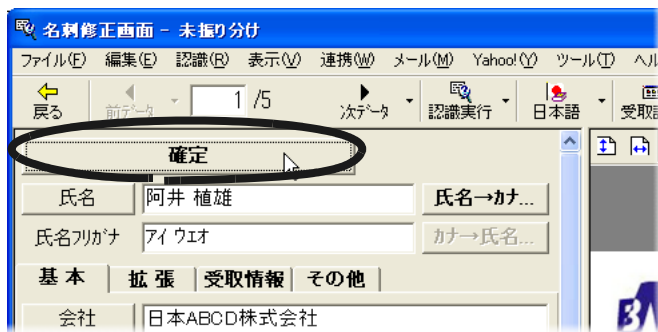 名刺修正画面 - 未振り分け
ファイル(F) 編集(E) 認識(R) 表示(V) 連携(W) メール(M) Yahoo!(Y) ツール(T) ヘル
戻る 前ﾃﾞｰﾀ 1 /5 次ﾃﾞｰﾀ 認識実行 日本語 受取
確定
氏名 阿井 植雄 氏名→ｶﾅ...
氏名ﾌﾘｶﾞﾅ ｱｲ ｳｴｵ ｶﾅ→氏名...
基本 拡張 受取情報 その他
会社 日本ABCD株式会社